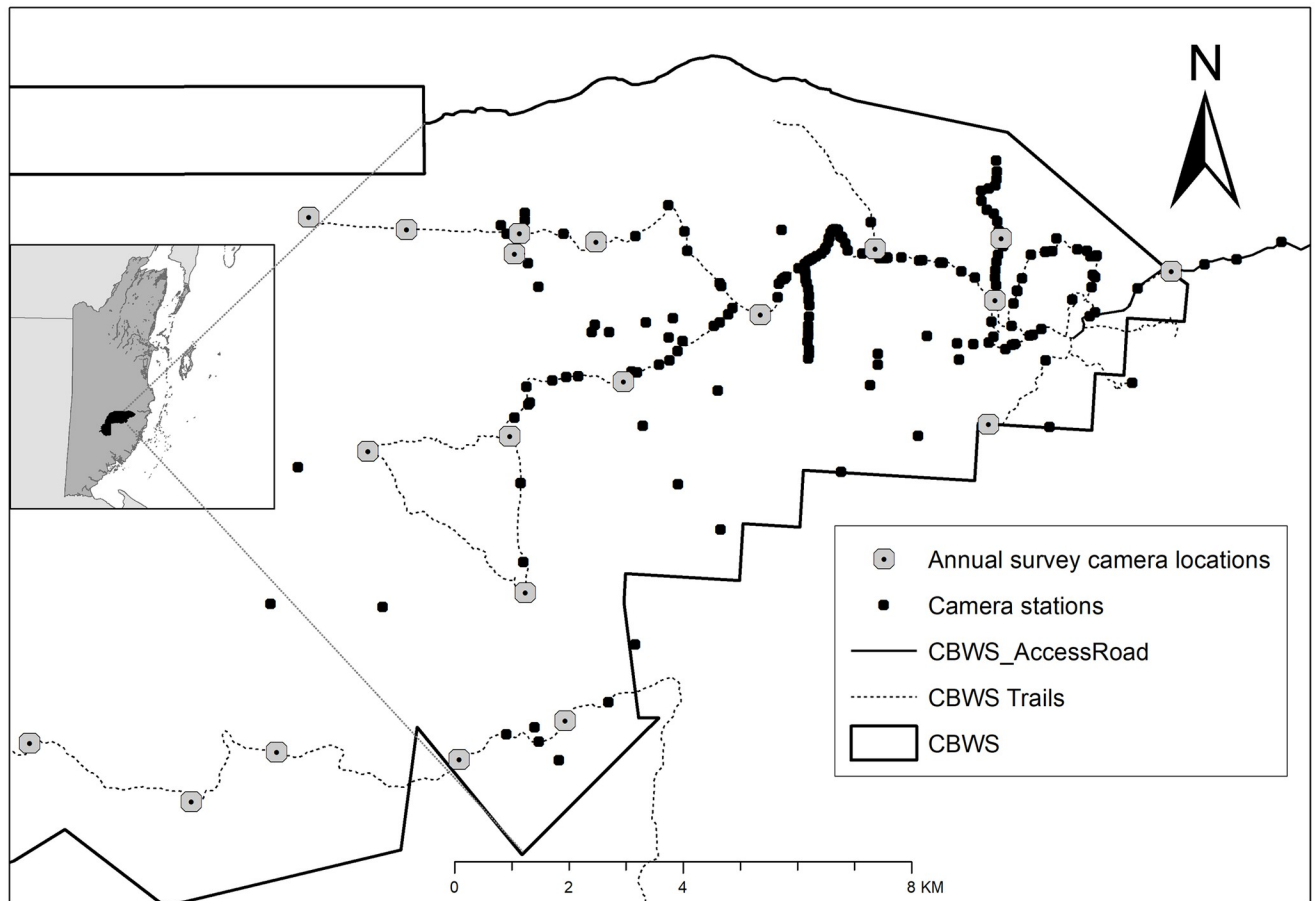 N
Annual survey camera locations
Camera stations
CBWS_AccessRoad
CBWS Trails
CBWS
0 2 4 8 KM